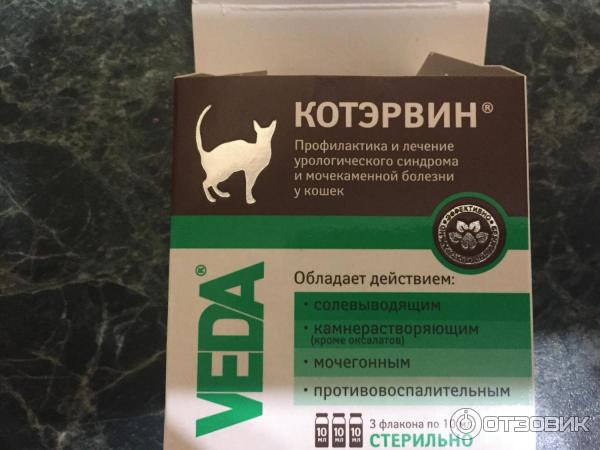 КОТЭРВИН®
Профилактика и лечение
урологического синдрома
и мочекаменной болезни
у кошек
ЭФФЕКТИВНО
VEDA®
Обладает действием:
• солевыводящим
• камнерастворяющим
(кроме оксалатов)
• мочегонным
• противовоспалительным
10 МЛ 10 МЛ 10 МЛ
3 флакона по 10
СТЕРИЛЬНО
ОТЗОВИК